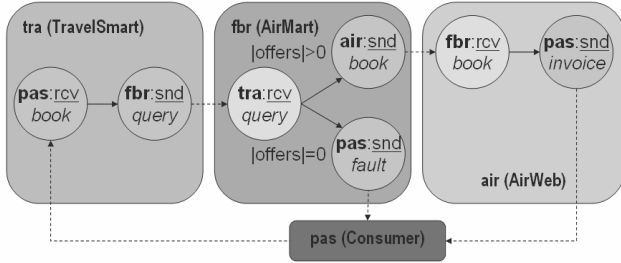 tra (TravelSmart)
pas:rcv
book
fbr:snd
query
fbr (AirMart)
|offers|>0
air:snd
book
tra:rcv
query
|offers|=0
pas:snd
fault
fbr:rcv
book
pas:snd
invoice
air (AirWeb)
pas (Consumer)